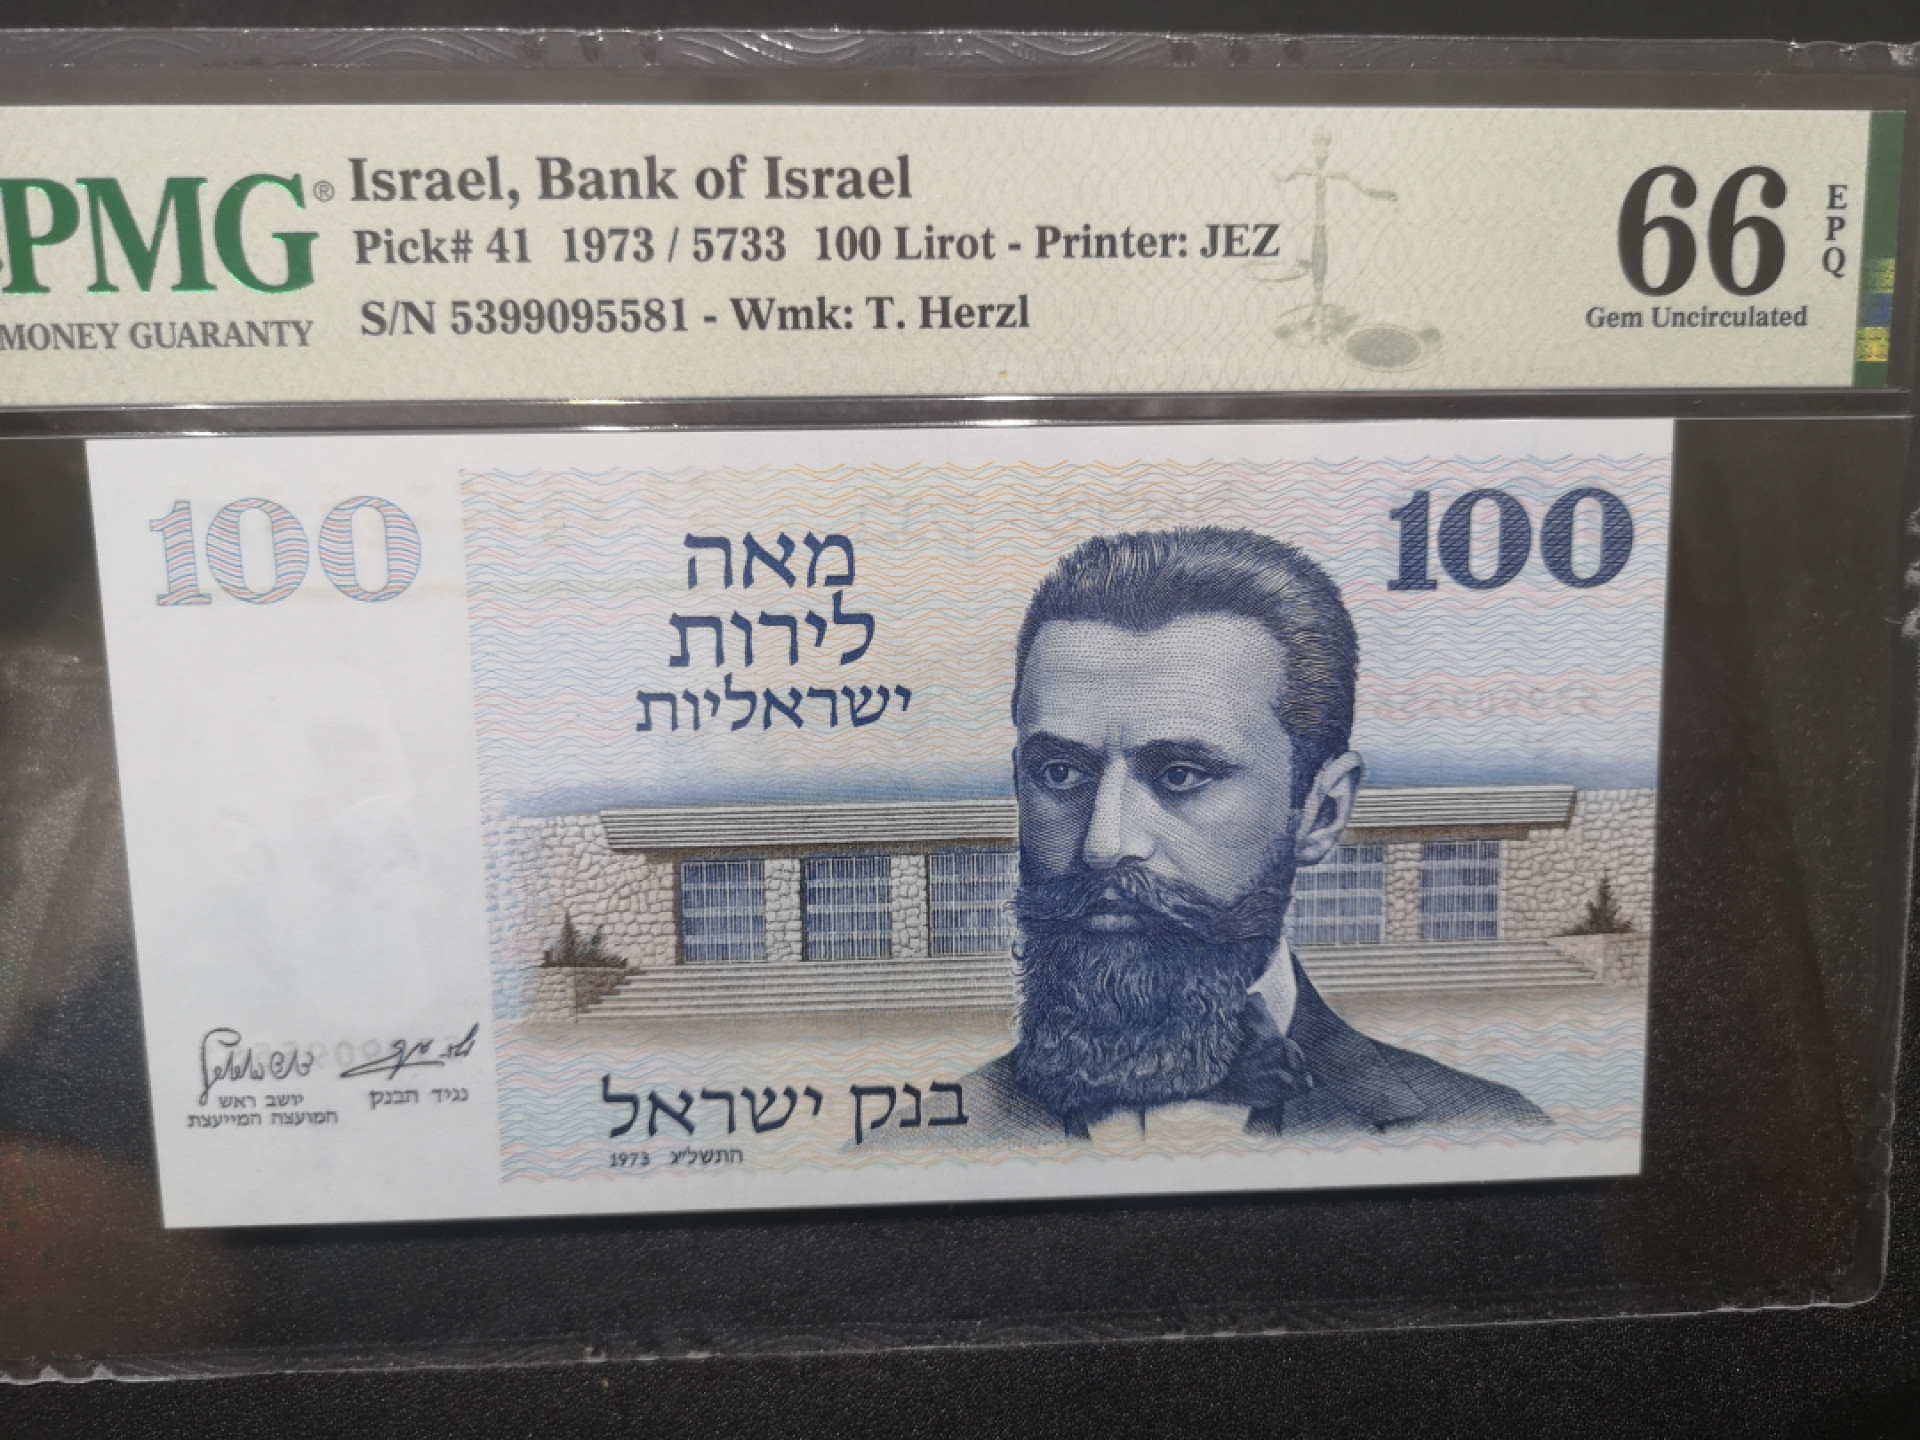 PMG®
MONEY GUARANTY
Israel, Bank of Israel
Pick# 41 1973 / 5733 100 Lirot - Printer: JEZ
S/N 5399095581 - Wmk: T. Herzl
66
EPQ
Gem Uncirculated
100
100
מאה
לירות
ישראליות
יושב ראש
המועצה המייעצת
נגיד הבנק
בנק ישראל
התשל״ג 1973